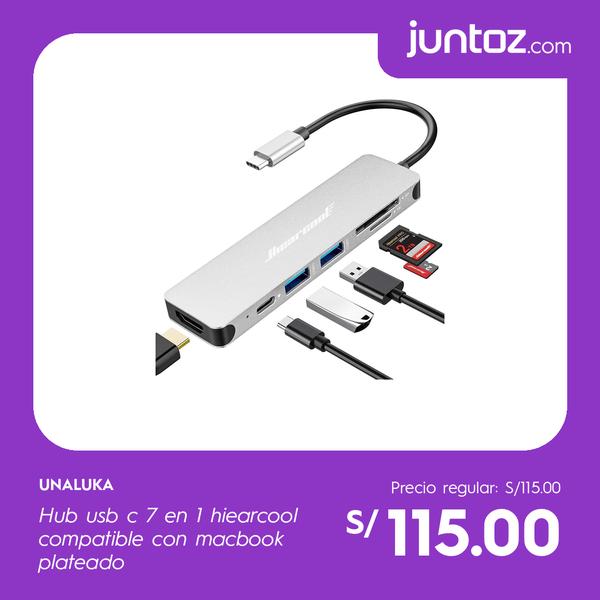 juntoz.com
hiearcool
UNALUKA
Hub usb c 7 en 1 hiearcool
compatible con macbook
plateado
Precio regular: S/115.00
S/115.00